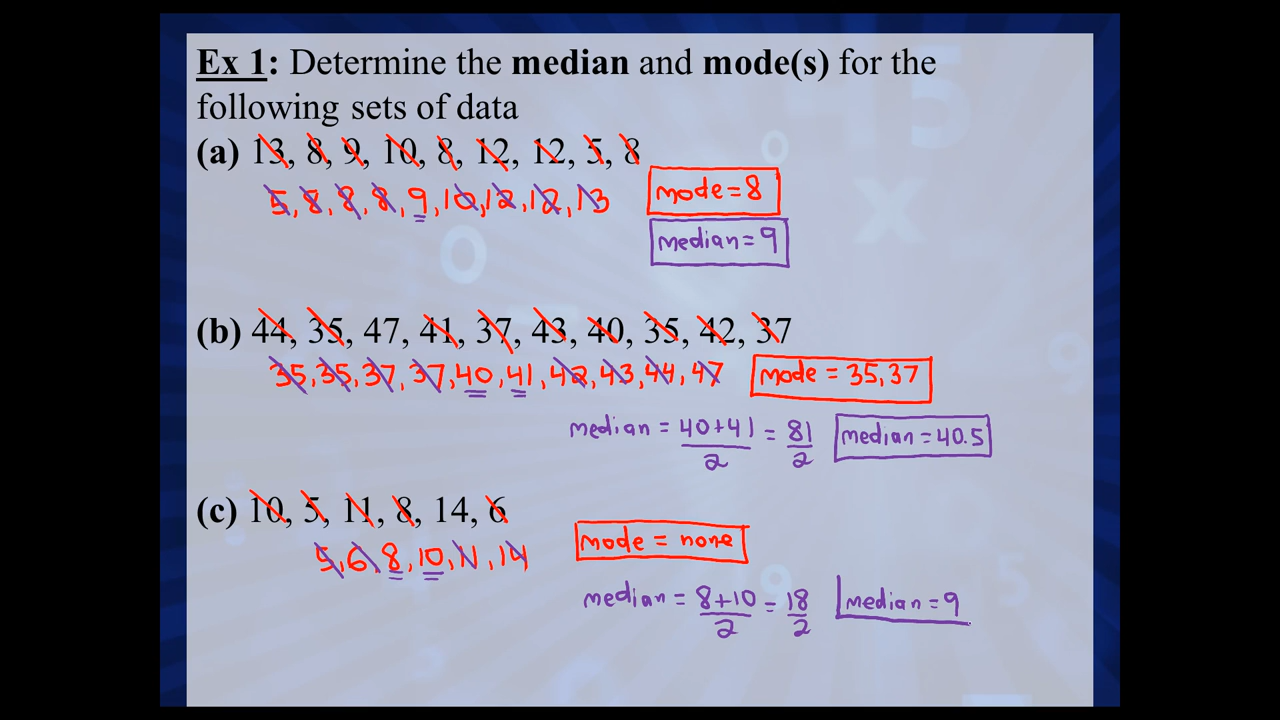 Ex 1: Determine the median and mode(s) for the
following sets of data
(a) 13, 8, 9, 10, 8, 12, 12, 5, 8
5, 8, 8, 8, 9, 10, 12, 12, 13
mode = 8
median = 9
(b) 44, 35, 47, 41, 37, 43, 40, 35, 42, 37
35, 35, 37, 37, 40, 41, 42, 43, 44, 47
mode = 35, 37
median = 40+41/2 = 81/2 median = 40.5
(c) 10, 5, 11, 8, 14, 6
5, 6, 8, 10, 11, 14
mode = none
median = 8+10/2 = 18/2 median = 9